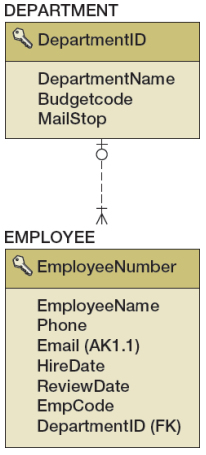 DEPARTMENT
DepartmentID
DepartmentName
Budgetcode
MailStop
EMPLOYEE
EmployeeNumber
EmployeeName
Phone
Email (AK1.1)
HireDate
ReviewDate
EmpCode
DepartmentID (FK)